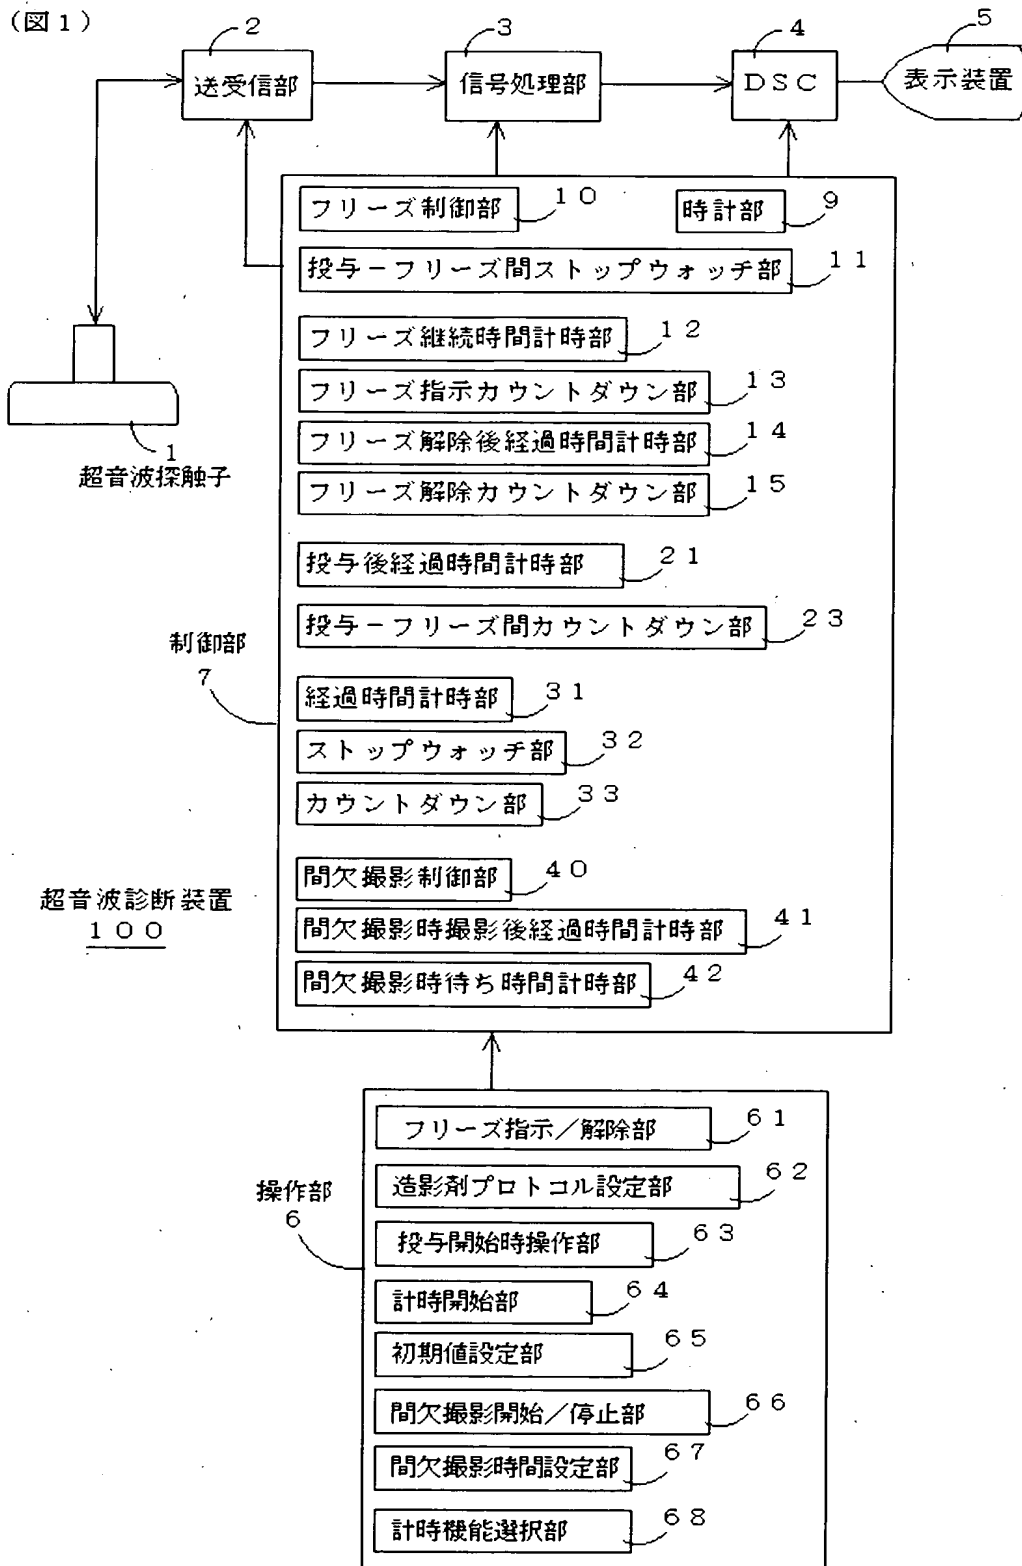 (図1)
2
送受信部
3
信号処理部
4
DSC
5
表示装置
フリーズ制御部
10
時計部
9
投与-フリーズ間ストップウォッチ部
11
フリーズ継続時間計時部
12
フリーズ指示カウントダウン部
13
フリーズ解除後経過時間計時部
14
フリーズ解除カウントダウン部
15
1
超音波探触子
投与後経過時間計時部
21
投与-フリーズ間カウントダウン部
23
制御部
7
経過時間計時部
31
ストップウォッチ部
32
カウントダウン部
33
間欠撮影制御部
40
間欠撮影時撮影後経過時間計時部
41
間欠撮影時待ち時間計時部
42
超音波診断装置
100
フリーズ指示/解除部
61
造影剤プロトコル設定部
62
操作部
6
投与開始時操作部
63
計時開始部
64
初期値設定部
65
間欠撮影開始/停止部
66
間欠撮影時間設定部
67
計時機能選択部
68